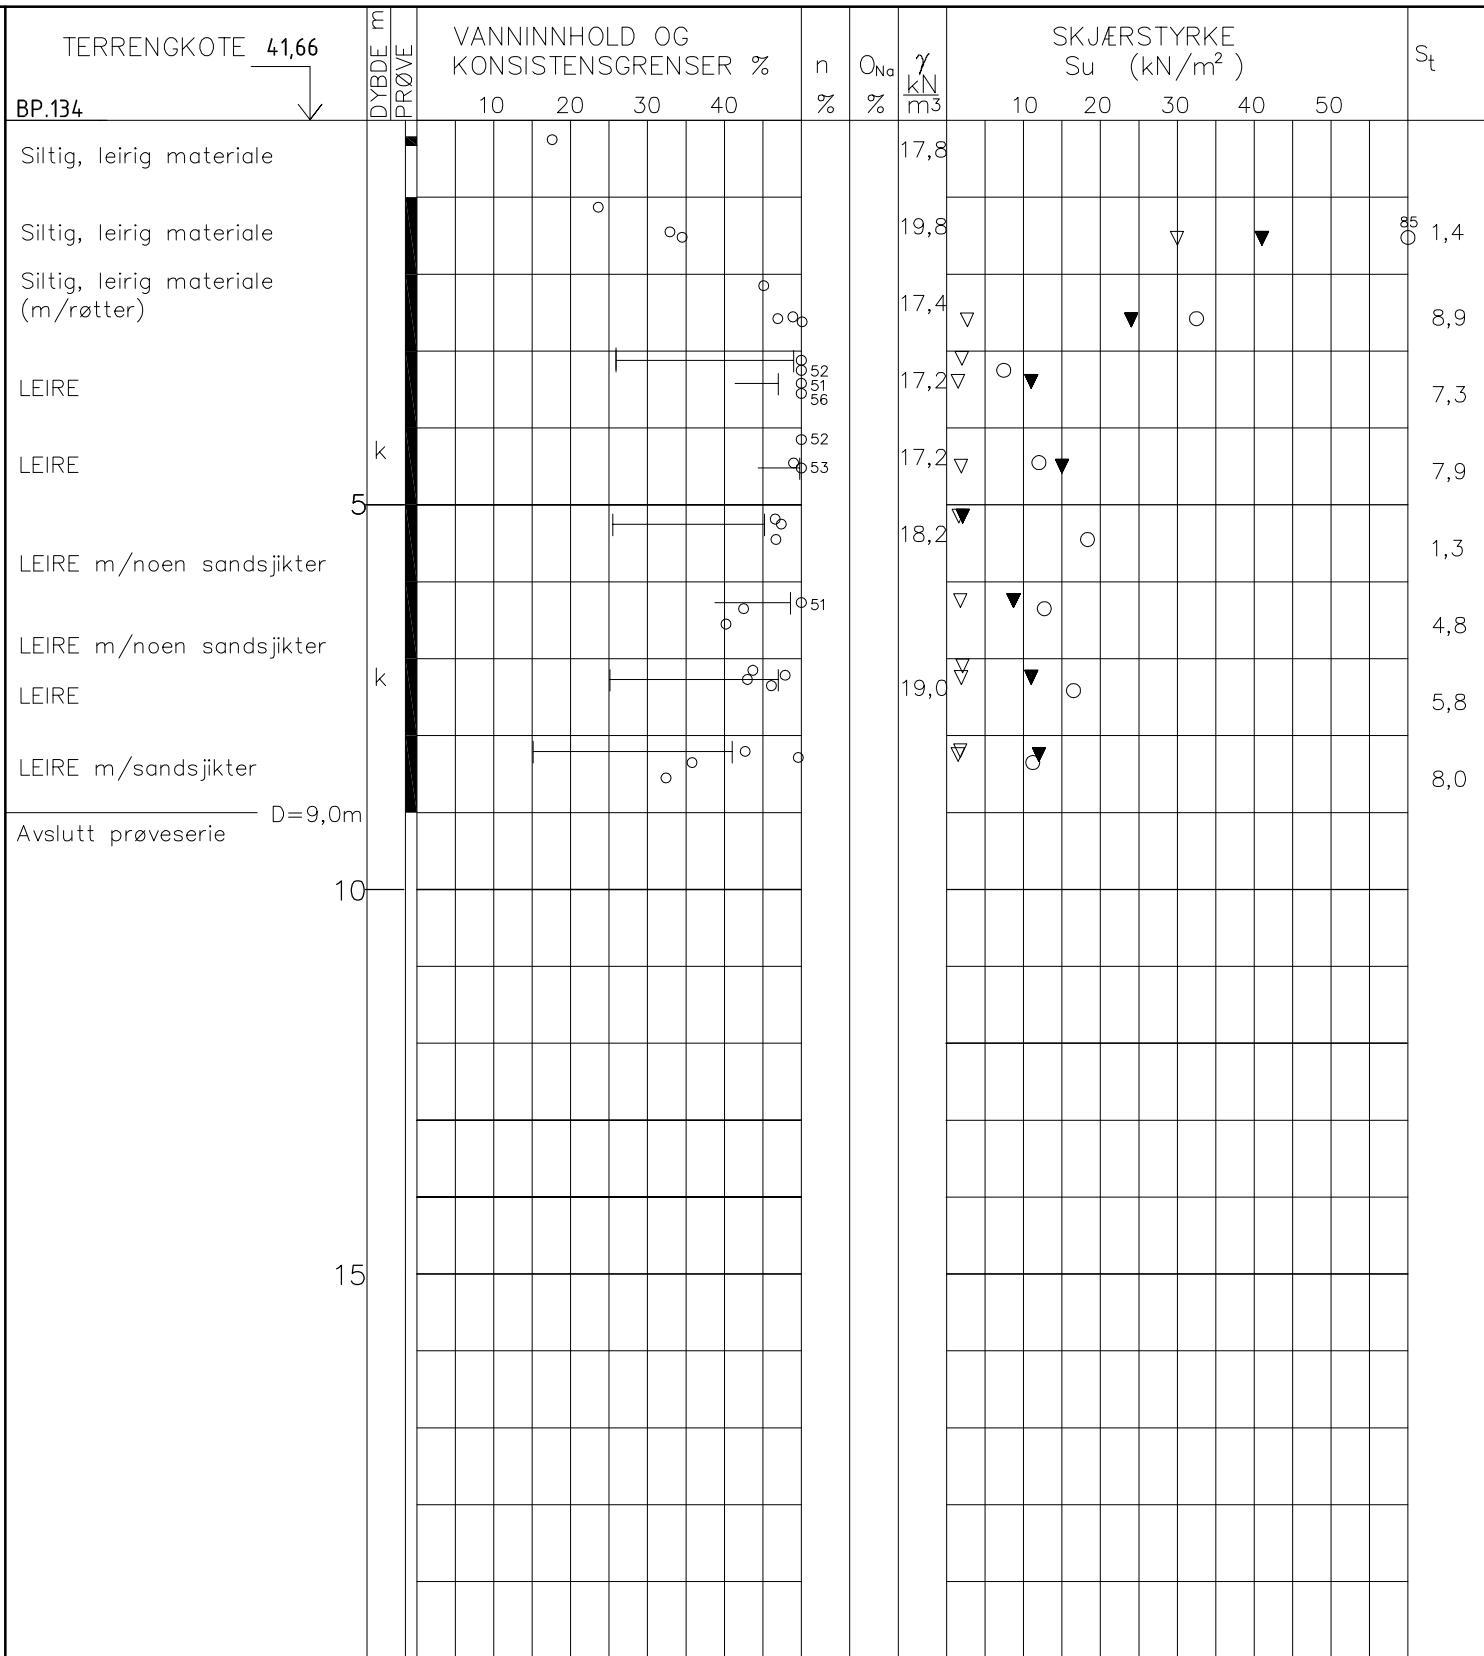 TERRENGKOTE 41,66
BP.134
DYBDE m
PRØVE
VANNINNHOLD OG
KONSISTENSGRENSER %
10 20 30 40
n
%
ONa
%
γ
kN
m3
SKJÆRSTYRKE
Su (kN/m²)
10 20 30 40 50
St
Siltig, leirig materiale
17,8
Siltig, leirig materiale
19,8
85
1,4
Siltig, leirig materiale
(m/røtter)
17,4
8,9
LEIRE
52
51
56
17,2
7,3
LEIRE
k
52
53
17,2
7,9
5
18,2
LEIRE m/noen sandsjikter
1,3
51
LEIRE m/noen sandsjikter
4,8
LEIRE
k
19,0
5,8
LEIRE m/sandsjikter
8,0
D=9,0m
Avslutt prøveserie
10
15